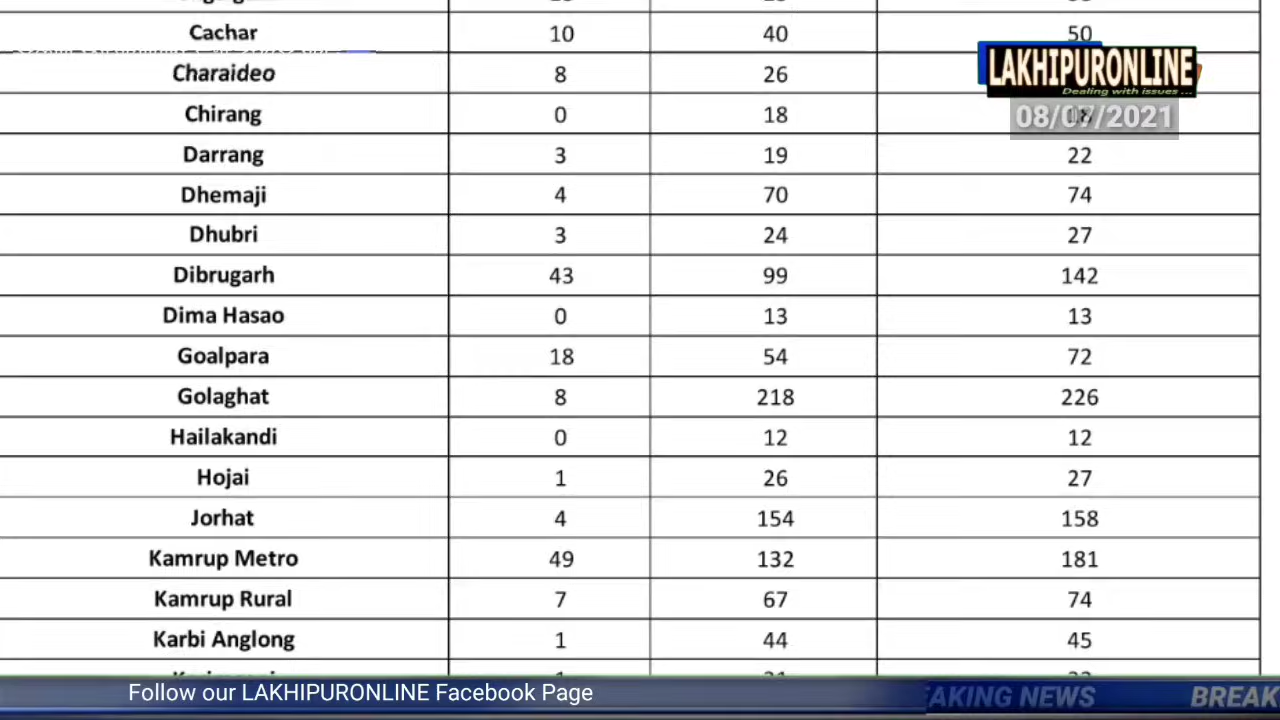 Cachar 10 40 50
Charaideo 8 26
LAKHIPURONLINE
Dealing with issues ...
08/07/2021
Chirang 0 18 18
Darrang 3 19 22
Dhemaji 4 70 74
Dhubri 3 24 27
Dibrugarh 43 99 142
Dima Hasao 0 13 13
Goalpara 18 54 72
Golaghat 8 218 226
Hailakandi 0 12 12
Hojai 1 26 27
Jorhat 4 154 158
Kamrup Metro 49 132 181
Kamrup Rural 7 67 74
Karbi Anglong 1 44 45
Follow our LAKHIPURONLINE Facebook Page
AKING NEWS BREAK